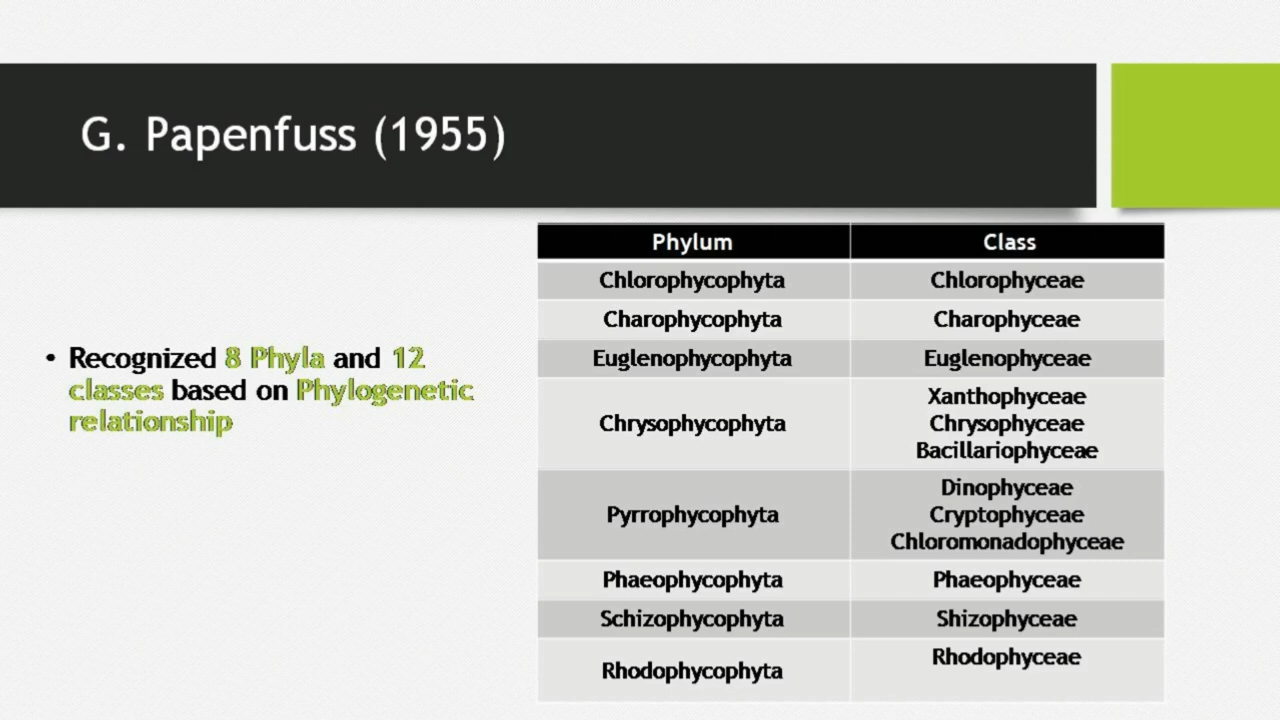 G. Papenfuss (1955)
• Recognized 8 Phyla and 12
classes based on Phylogenetic
relationship
Phylum Class
Chlorophycophyta Chlorophyceae
Charophycophyta Charophyceae
Euglenophycophyta Euglenophyceae
Chrysophycophyta
Xanthophyceae
Chrysophyceae
Bacillariophyceae
Pyrrophycophyta
Dinophyceae
Cryptophyceae
Chloromonadophyceae
Phaeophycophyta Phaeophyceae
Schizophycophyta Shizophyceae
Rhodophycophyta Rhodophyceae